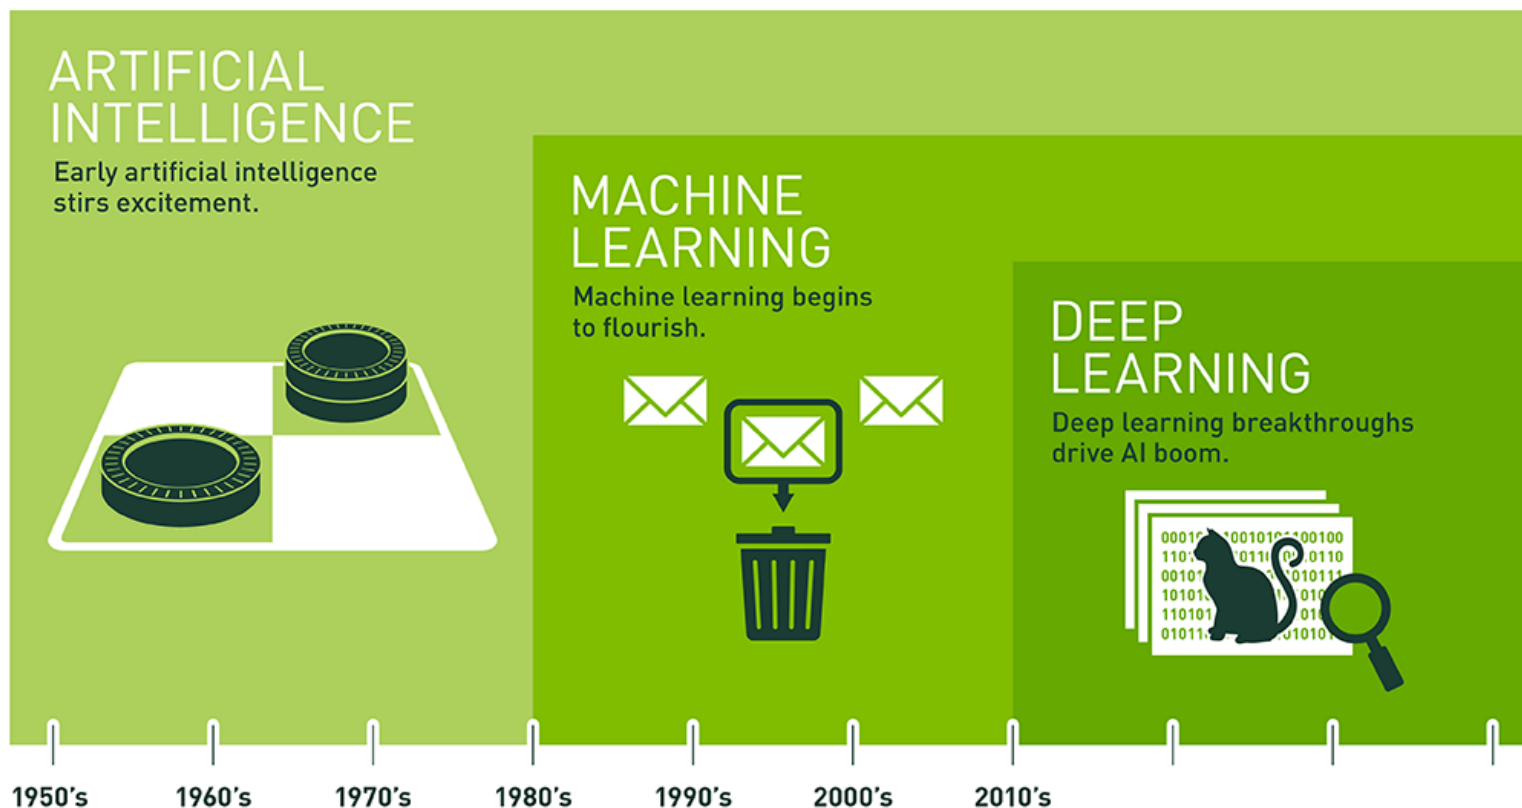 ARTIFICIAL
INTELLIGENCE
Early artificial intelligence
stirs excitement.
MACHINE
LEARNING
Machine learning begins
to flourish.
DEEP
LEARNING
Deep learning breakthroughs
drive AI boom.
1950's 1960's 1970's 1980's 1990's 2000's 2010's